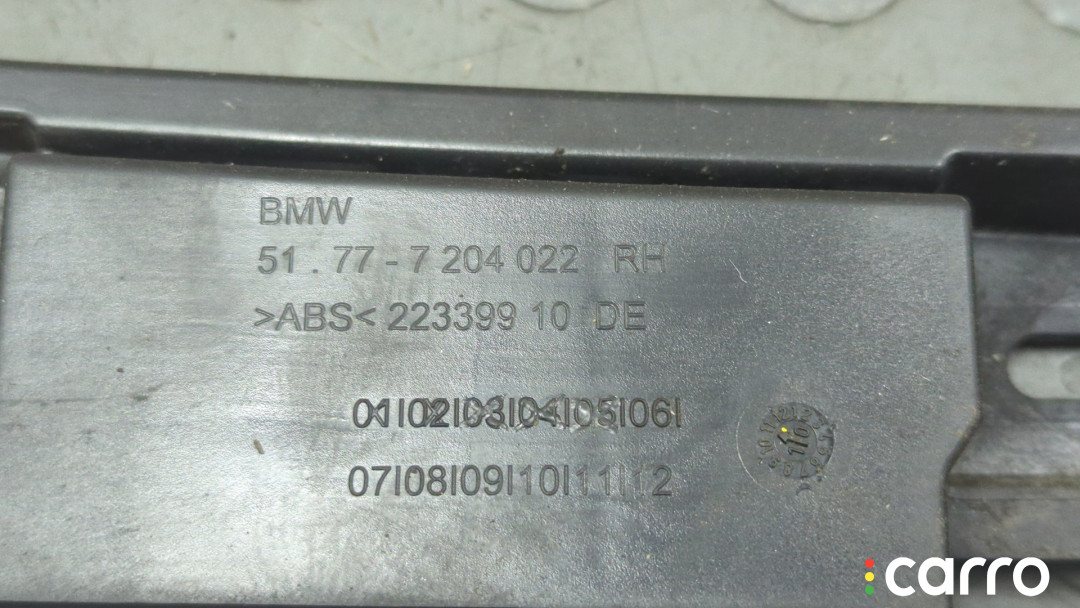 BMW
51.77-7 204 022 RH
>ABS< 223399 10 DE
01|02|03|04|05|06|
07|08|09|10|11|12
carro